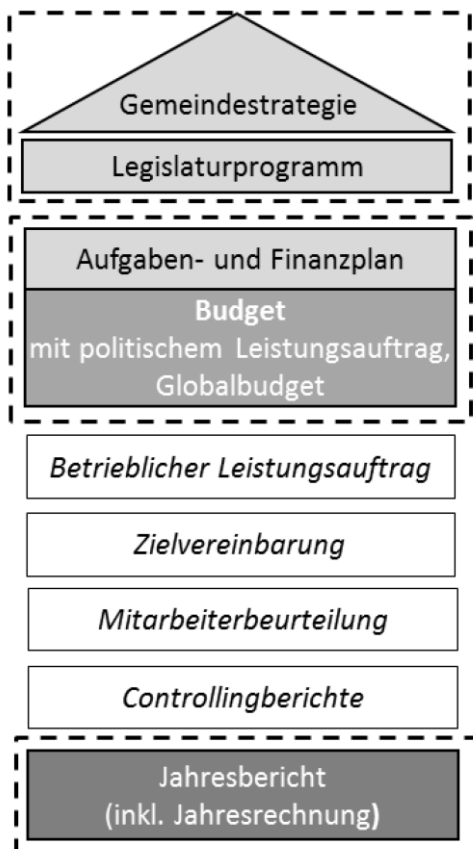 Gemeindestrategie
Legislaturprogramm
Aufgaben- und Finanzplan
Budget
mit politischem Leistungsauftrag,
Globalbudget
Betrieblicher Leistungsauftrag
Zielvereinbarung
Mitarbeiterbeurteilung
Controllingberichte
Jahresbericht
(inkl. Jahresrechnung)